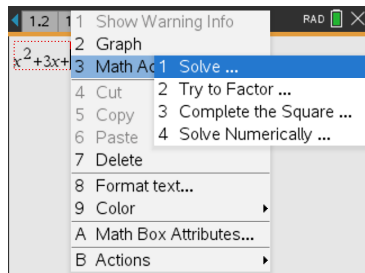 1.2 1 RAD
x²+3x+
1 Show Warning Info
2 Graph
3 Math Ac
4 Cut
5 Copy
6 Paste
7 Delete
8 Format text...
9 Color
A Math Box Attributes...
B Actions
1 Solve ...
2 Try to Factor ...
3 Complete the Square ...
4 Solve Numerically ...